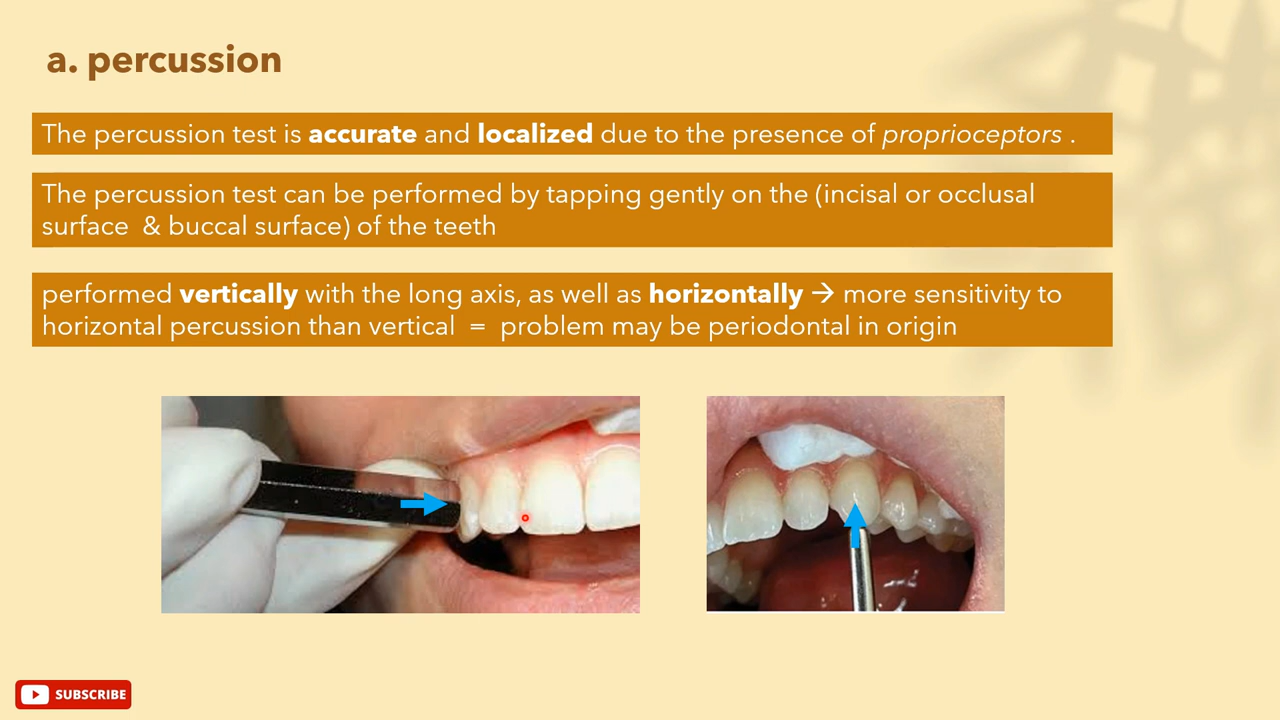 a. percussion
The percussion test is accurate and localized due to the presence of proprioceptors .
The percussion test can be performed by tapping gently on the (incisal or occlusal
surface & buccal surface) of the teeth
performed vertically with the long axis, as well as horizontally → more sensitivity to
horizontal percussion than vertical = problem may be periodontal in origin
SUBSCRIBE